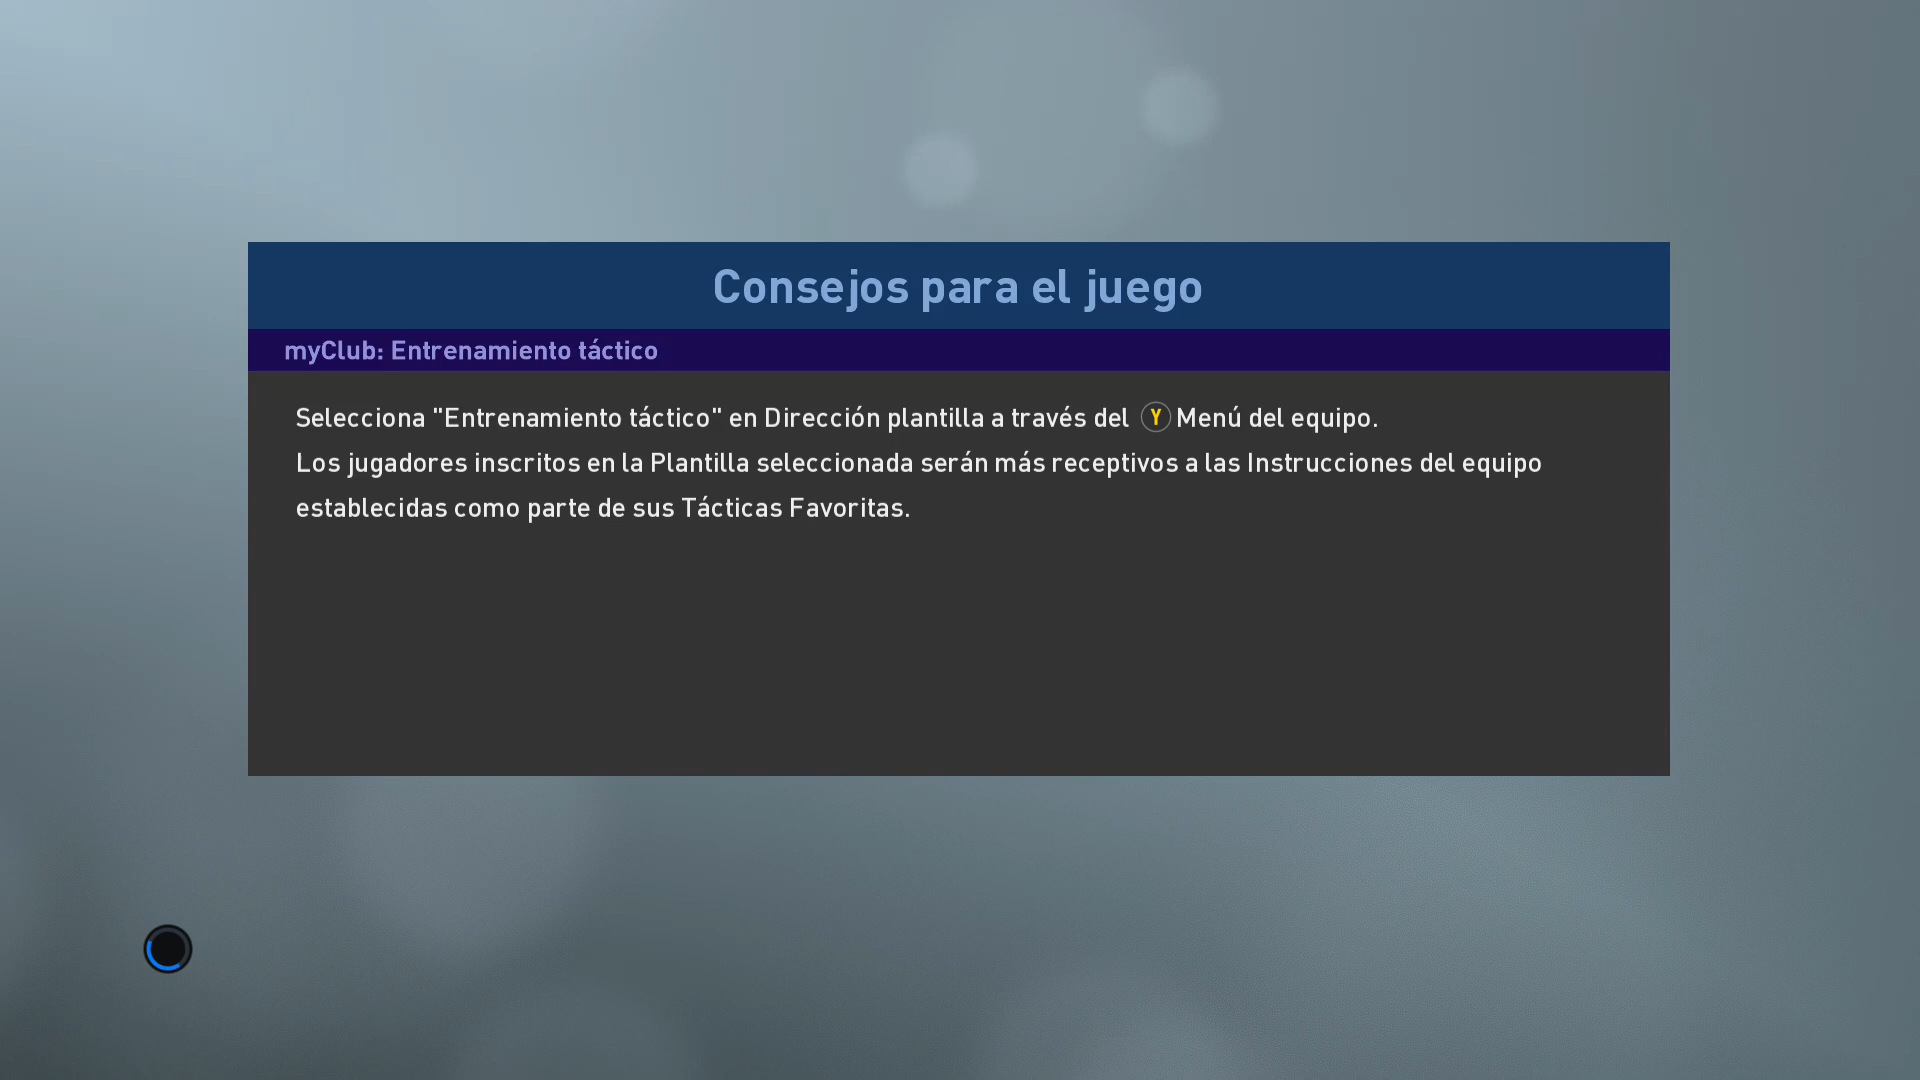 Consejos para el juego
myClub: Entrenamiento táctico
Selecciona "Entrenamiento táctico" en Dirección plantilla a través del Y Menú del equipo.
Los jugadores inscritos en la Plantilla seleccionada serán más receptivos a las Instrucciones del equipo
establecidas como parte de sus Tácticas Favoritas.